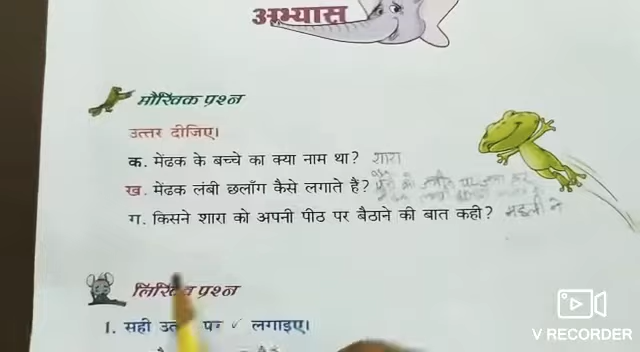 अभ्यास
मौखिक प्रश्न
उत्तर दीजिए।
क. मेंढक के बच्चे का क्या नाम था? शारा
ख. मेंढक लंबी छलाँग कैसे लगाते हैं?
ग. किसने शारा को अपनी पीठ पर बैठाने की बात कही? मछली ने
लिखित प्रश्न
1. सही उत्तर पर ✓ लगाइए।
V RECORDER